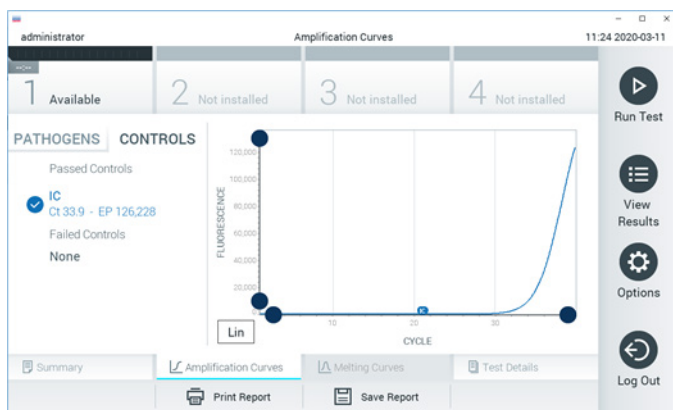 administrator
Amplification Curves
11:24 2020-03-11
1 Available
2 Not installed
3 Not installed
4 Not installed
Run Test
View
Results
Options
Log Out
PATHOGENS
CONTROLS
Passed Controls
IC
Ct 33.9 - EP 126,228
Failed Controls
None
FLUORESCENCE
120,000
100,000
80,000
60,000
40,000
20,000
0
10
20
30
CYCLE
Lin
Summary
Amplification Curves
Melting Curves
Test Details
Print Report
Save Report